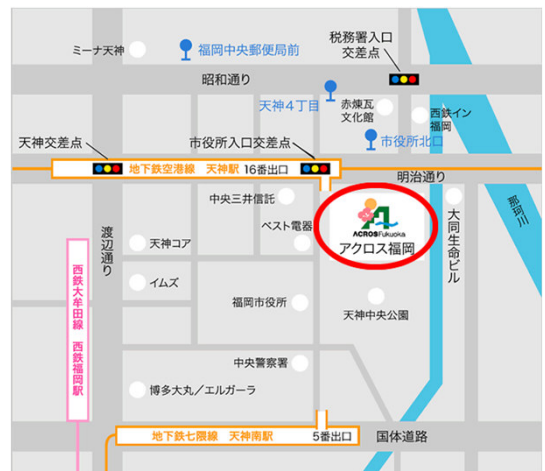 ミーナ天神
福岡中央郵便局前
税務署入口
交差点
昭和通り
天神4丁目
赤煉瓦
文化館
西鉄イン
福岡
天神交差点
市役所入口交差点
市役所北口
地下鉄空港線 天神駅 16番出口
明治通り
那珂川
中央三井信託
渡辺通り
天神コア
ベスト電器
ACROS Fukuoka
アクロス福岡
大同生命ビル
イムズ
福岡市役所
天神中央公園
西鉄大牟田線 西鉄福岡駅
中央警察署
博多大丸／エルガーラ
地下鉄七隈線 天神南駅 5番出口
国体道路